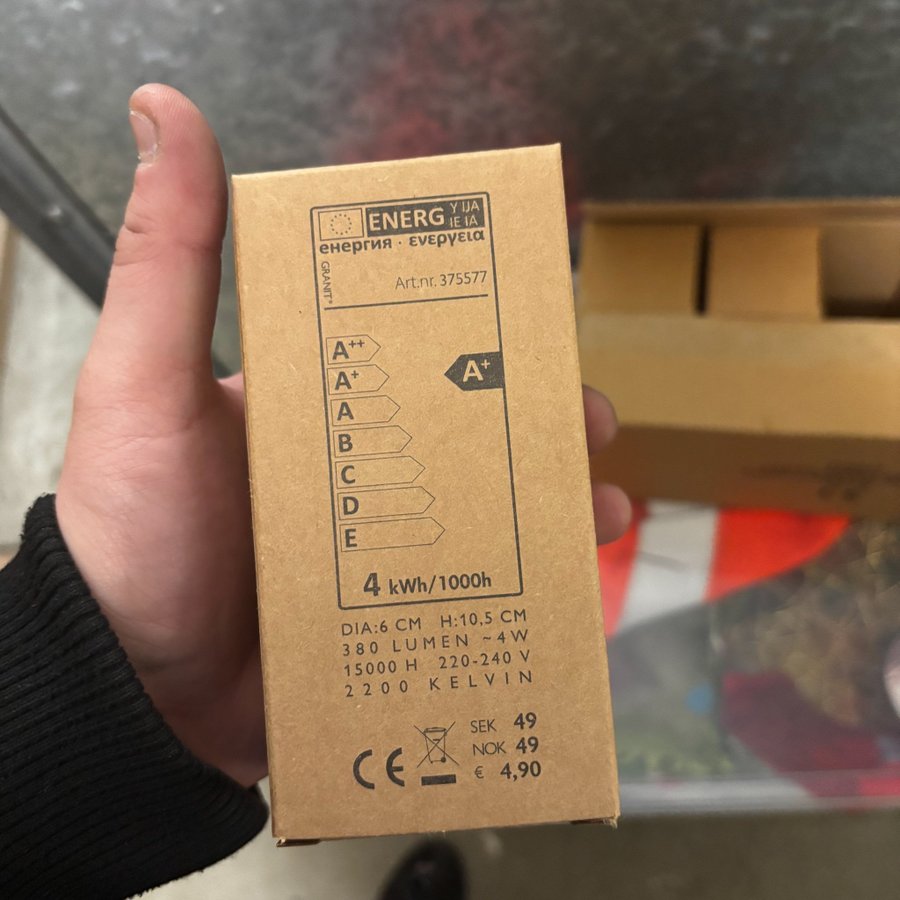 ENERG Y IJA
IE IA
енергия · ενεργεια
GRANIT®
Art.nr. 375577
A++
A+
A+
A
B
C
D
E
4 kWh/1000h
DIA:6 CM H:10,5 CM
380 LUMEN ~4W
15000 H 220-240 V
2200 KELVIN
CE
SEK 49
NOK 49
€ 4,90